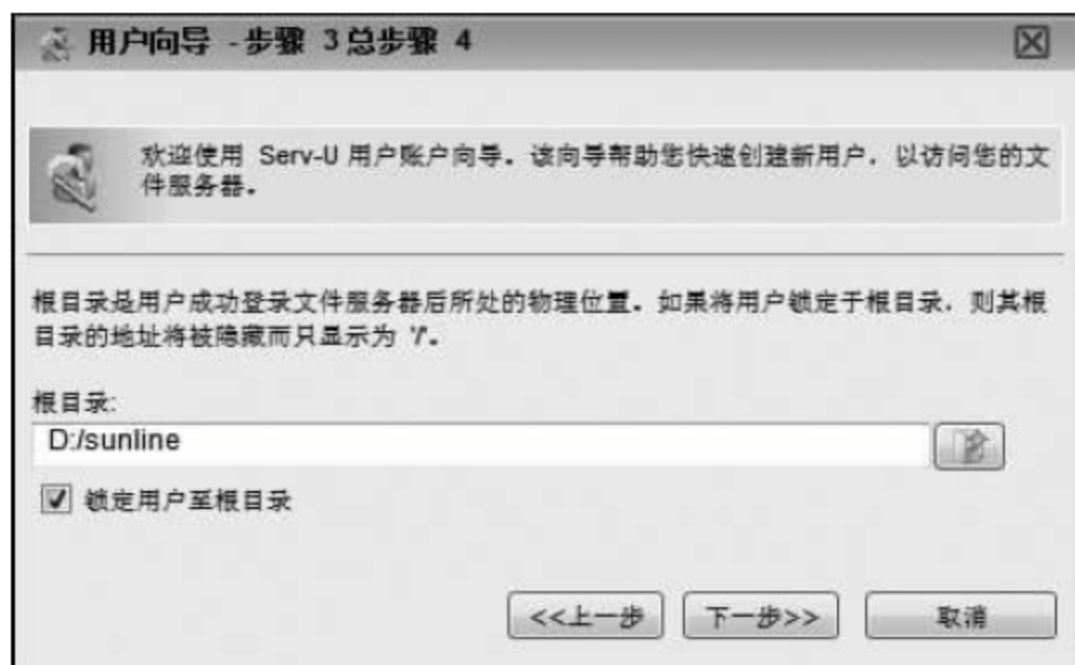 用户向导 - 步骤 3总步骤 4
欢迎使用 Serv-U 用户账户向导。该向导帮助您快速创建新用户，以访问您的文
件服务器。
根目录是用户成功登录文件服务器后所处的物理位置。如果将用户锁定于根目录，则其根
目录的地址将被隐藏而只显示为 '/'。
根目录:
D:/sunline
锁定用户至根目录
<<上一步 下一步>> 取消